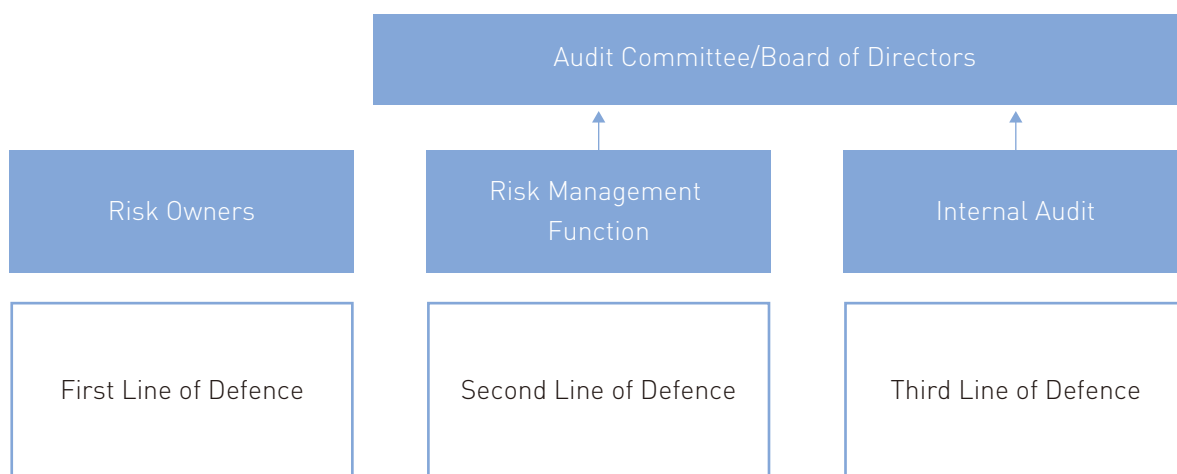 Audit Committee/Board of Directors
Risk Owners
Risk Management
Function
Internal Audit
First Line of Defence
Second Line of Defence
Third Line of Defence